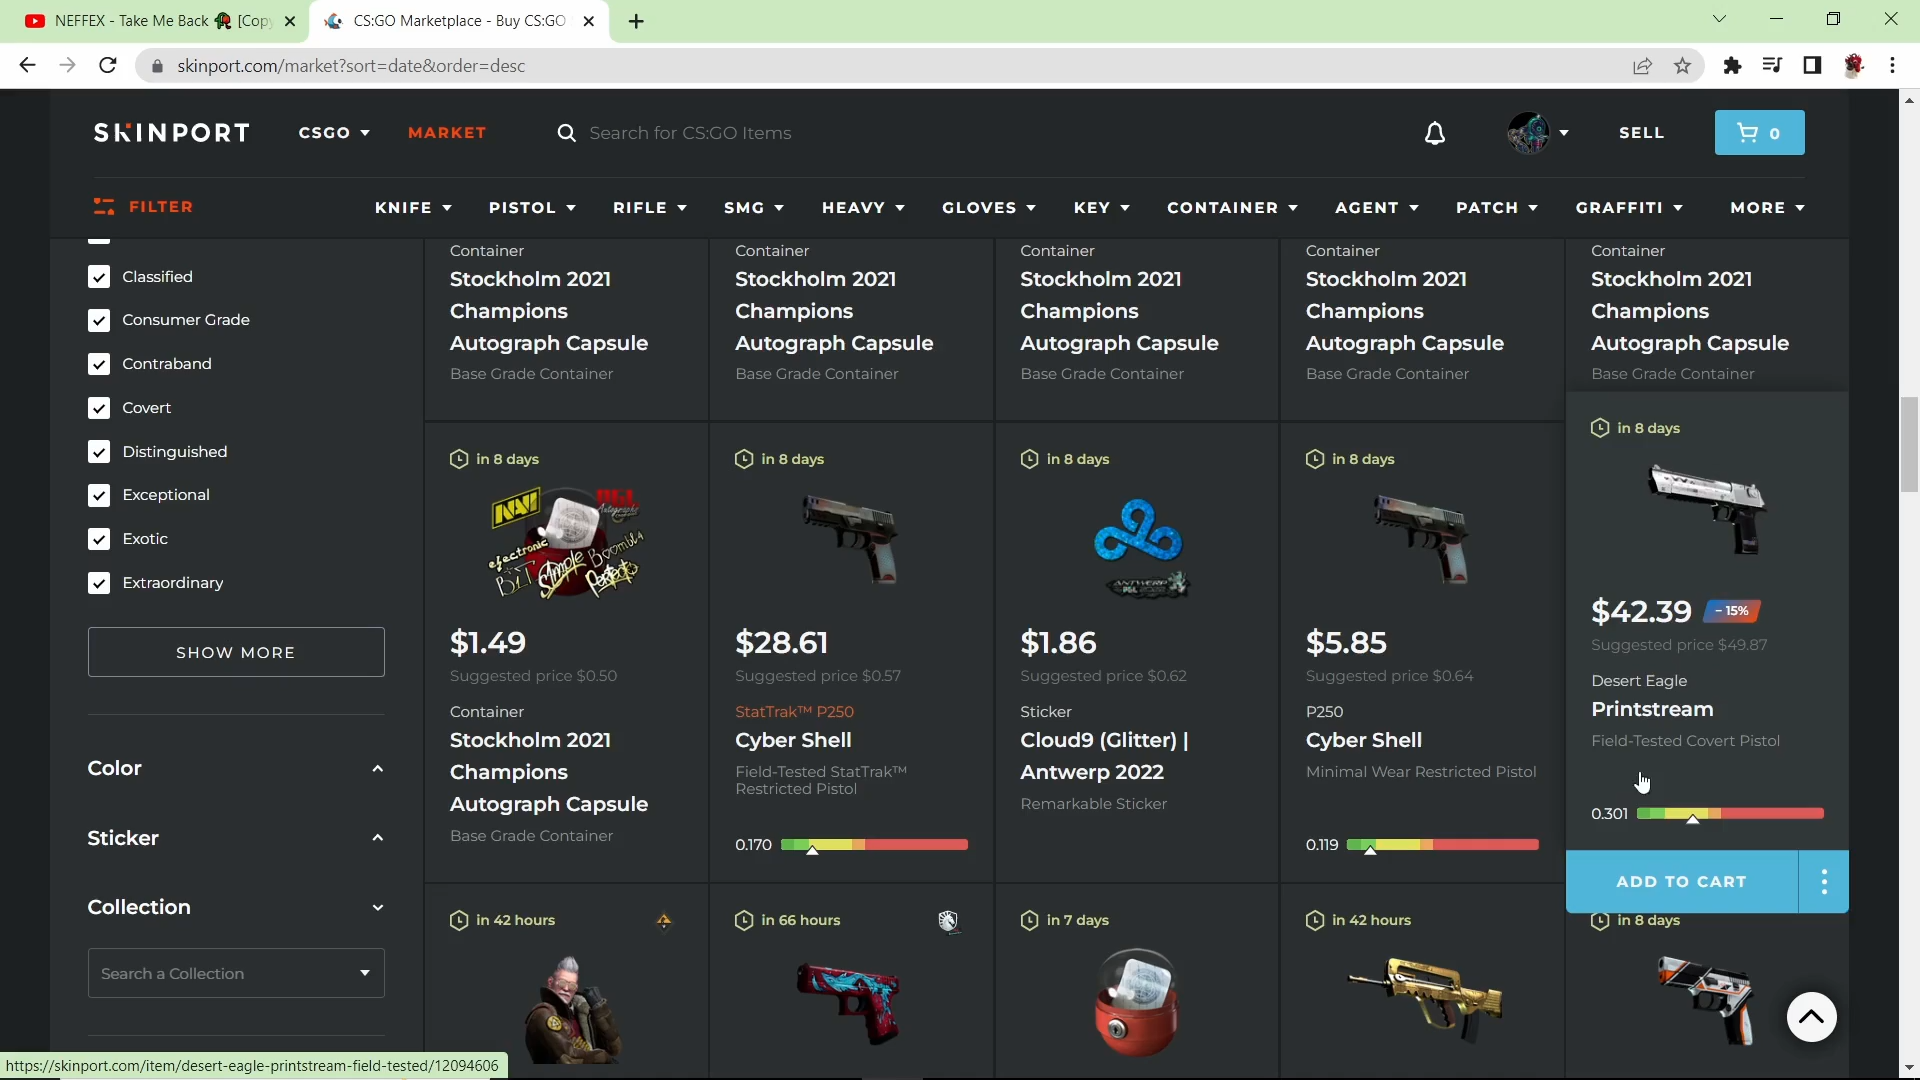 NEFFEX - Take Me Back [Cop
CS:GO Marketplace - Buy CS:GO
skinport.com/market?sort=date&order=desc
SKINPORT
CSGO
MARKET
Search for CS:GO Items
SELL
0
FILTER
KNIFE
PISTOL
RIFLE
SMG
HEAVY
GLOVES
KEY
CONTAINER
AGENT
PATCH
GRAFFITI
MORE
Classified
Consumer Grade
Contraband
Covert
Distinguished
Exceptional
Exotic
Extraordinary
SHOW MORE
Color
Sticker
Collection
Search a Collection
Container
Stockholm 2021
Champions
Autograph Capsule
Base Grade Container
Container
Stockholm 2021
Champions
Autograph Capsule
Base Grade Container
Container
Stockholm 2021
Champions
Autograph Capsule
Base Grade Container
Container
Stockholm 2021
Champions
Autograph Capsule
Base Grade Container
Container
Stockholm 2021
Champions
Autograph Capsule
Base Grade Container
in 8 days
NAVI
electronic
B1T
S1mple
Boombl4
Perfecto
$1.49
Suggested price $0.50
Container
Stockholm 2021
Champions
Autograph Capsule
Base Grade Container
in 8 days
$28.61
Suggested price $0.57
StatTrak™ P250
Cyber Shell
Field-Tested StatTrak™
Restricted Pistol
0.170
in 8 days
ANTWERP
$1.86
Suggested price $0.62
Sticker
Cloud9 (Glitter) |
Antwerp 2022
Remarkable Sticker
in 8 days
$5.85
Suggested price $0.64
P250
Cyber Shell
Minimal Wear Restricted Pistol
0.119
in 8 days
$42.39
- 15%
Suggested price $49.87
Desert Eagle
Printstream
Field-Tested Covert Pistol
0.301
ADD TO CART
in 42 hours
in 66 hours
in 7 days
in 42 hours
in 8 days
https://skinport.com/item/desert-eagle-printstream-field-tested/12094606